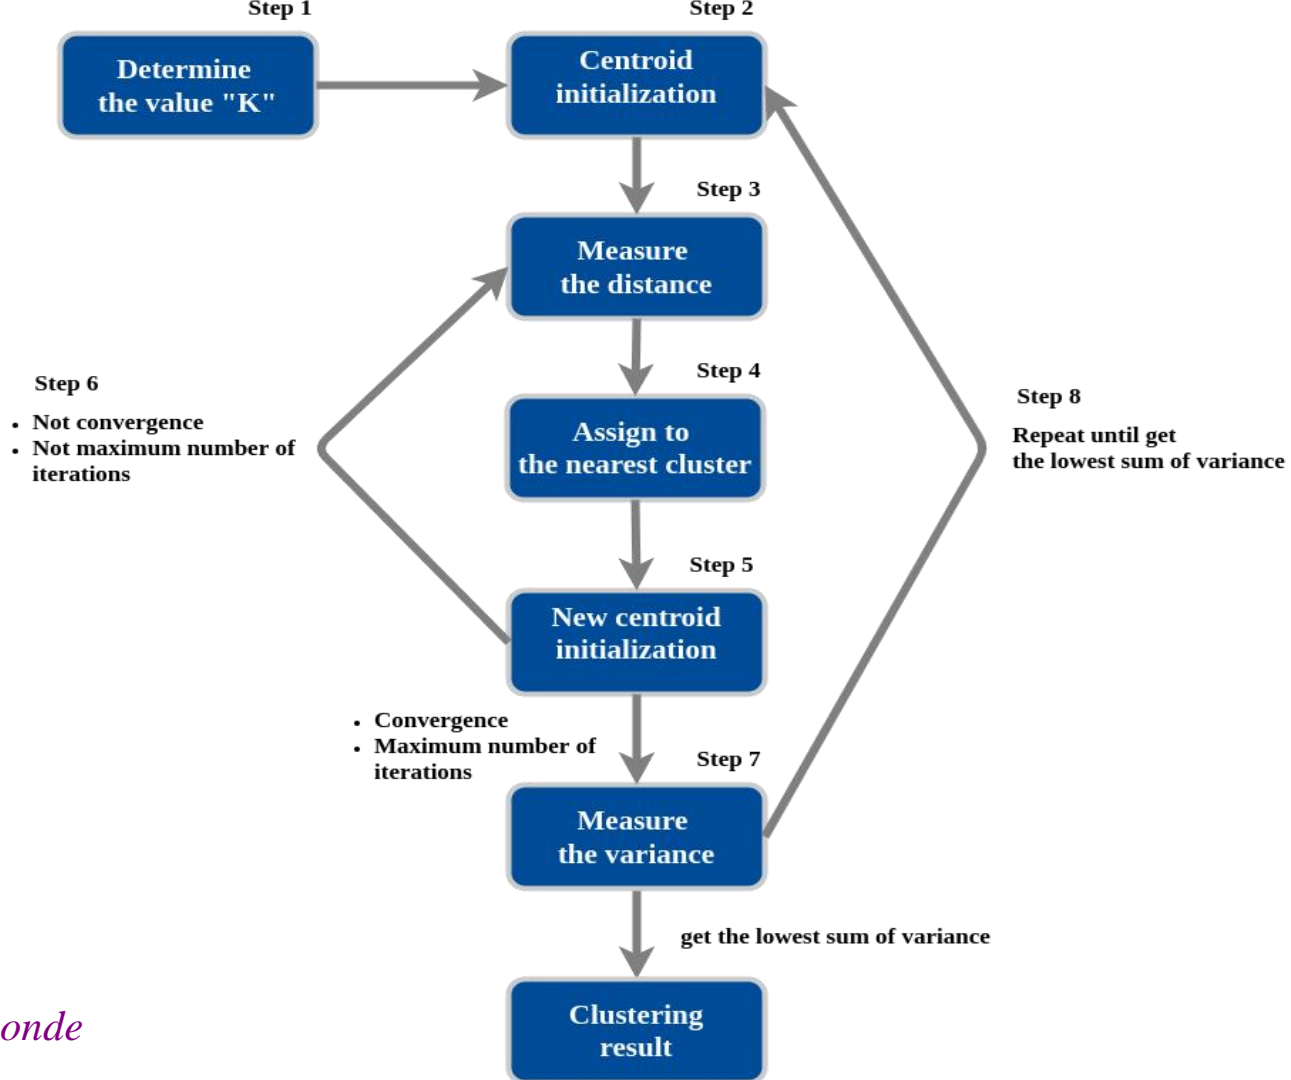 Step 1
Determine
the value "K"
Step 2
Centroid
initialization
Step 3
Measure
the distance
Step 4
Assign to
the nearest cluster
Step 5
New centroid
initialization
Step 6
• Not convergence
• Not maximum number of
iterations
• Convergence
• Maximum number of
iterations
Step 7
Measure
the variance
Step 8
Repeat until get
the lowest sum of variance
get the lowest sum of variance
Clustering
result
onde